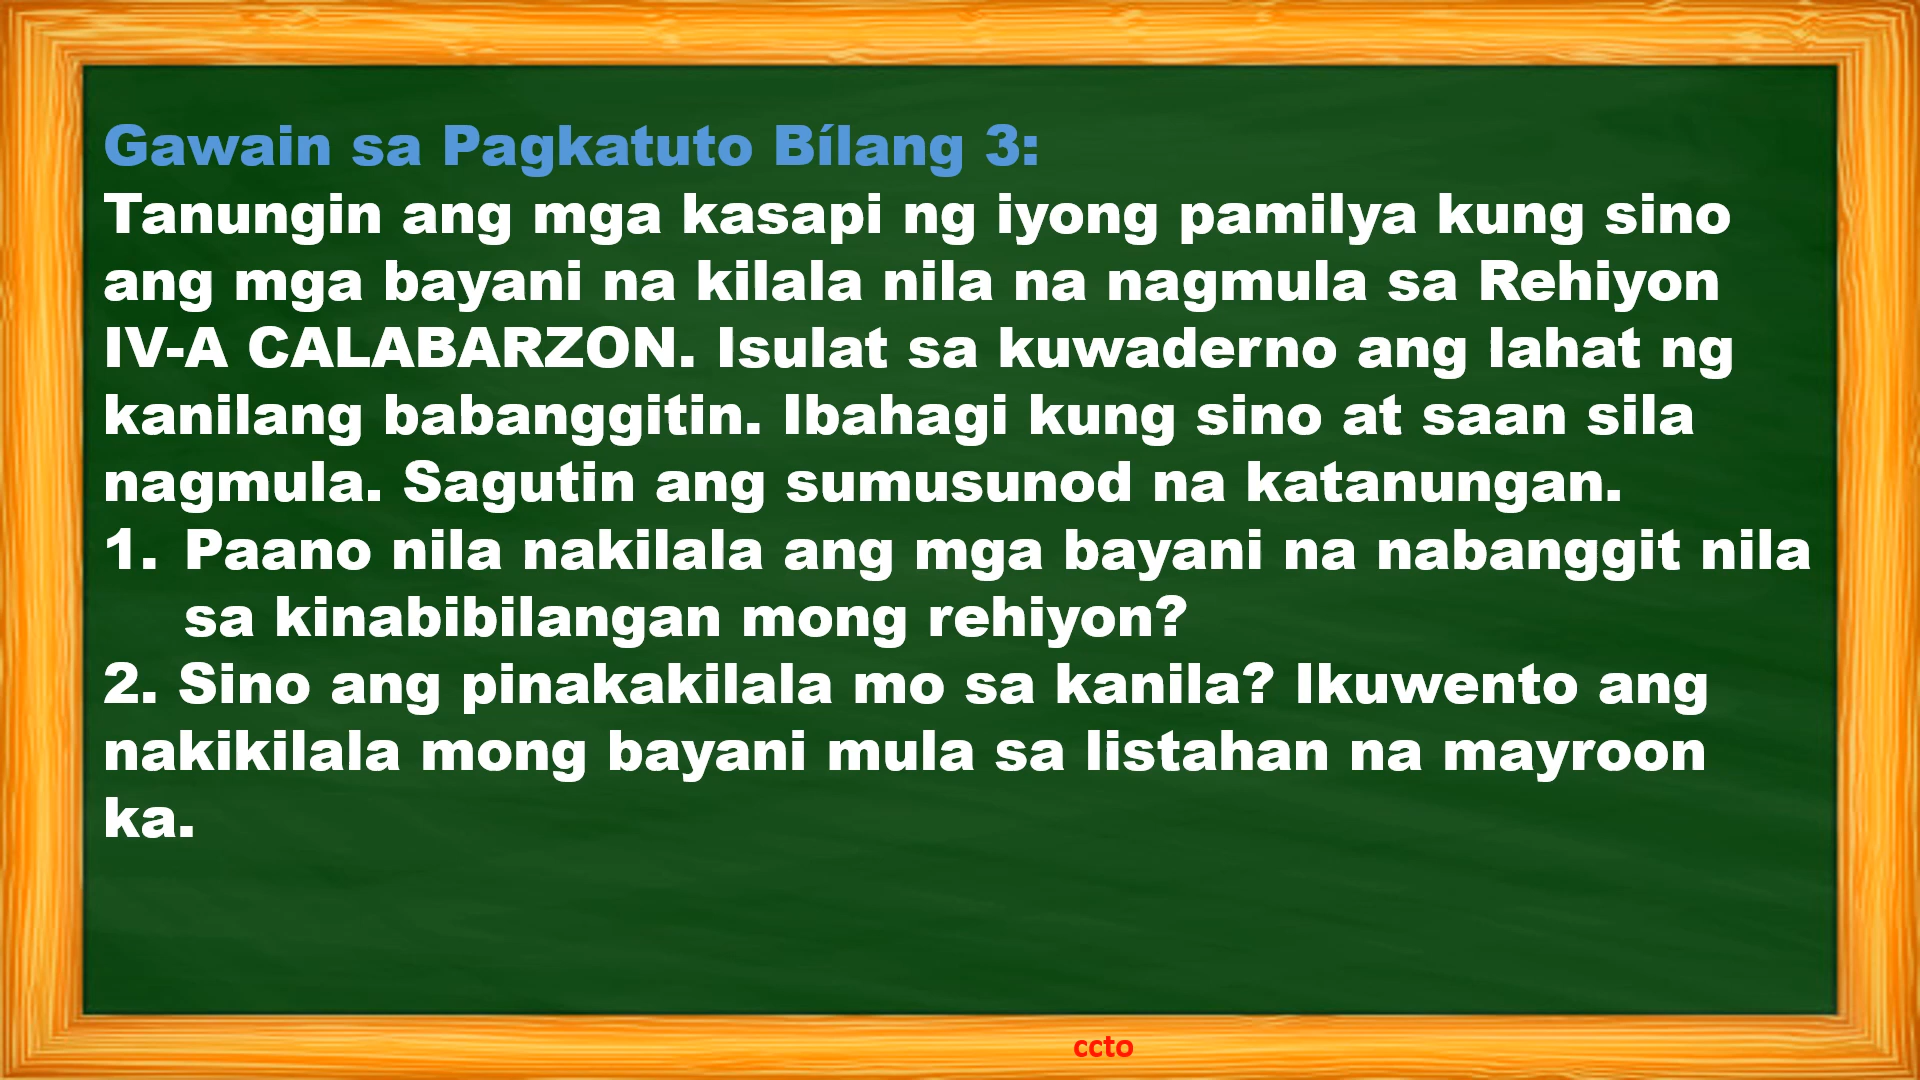 Gawain sa Pagkatuto Bílang 3:
Tanungin ang mga kasapi ng iyong pamilya kung sino
ang mga bayani na kilala nila na nagmula sa Rehiyon
IV-A CALABARZON. Isulat sa kuwaderno ang lahat ng
kanilang babanggitin. Ibahagi kung sino at saan sila
nagmula. Sagutin ang sumusunod na katanungan.
1. Paano nila nakilala ang mga bayani na nabanggit nila
sa kinabibilangan mong rehiyon?
2. Sino ang pinakakilala mo sa kanila? Ikuwento ang
nakikilala mong bayani mula sa listahan na mayroon
ka.
ccto